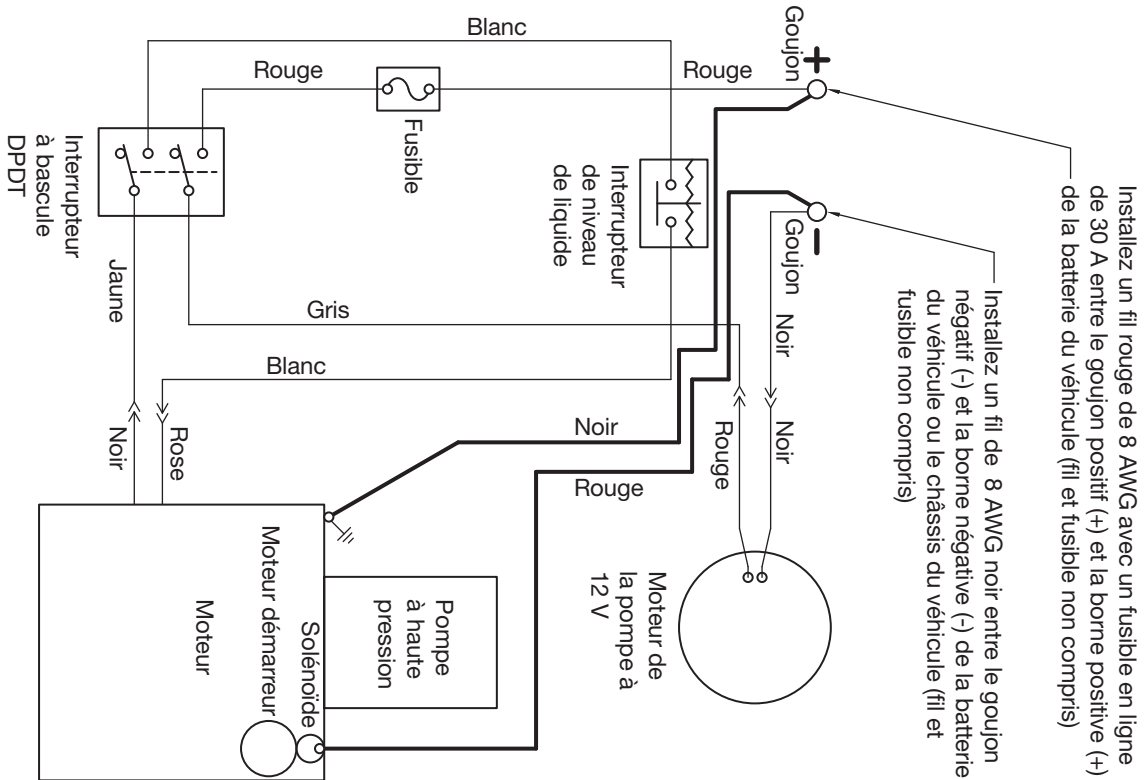 Installez un fil rouge de 8 AWG avec un fusible en ligne
de 30 A entre le goujon positif (+) et la borne positive (+)
de la batterie du véhicule (fil et fusible non compris)
Installez un fil de 8 AWG noir entre le goujon
négatif (-) et la borne négative (-) de la batterie
du véhicule ou le châssis du véhicule (fil et
fusible non compris)
Goujon
+
Goujon
-
Blanc
Rouge
Rouge
Fusible
Interrupteur
à bascule
DPDT
Interrupteur
de niveau
de liquide
Jaune
Gris
Blanc
Noir
Noir
Rouge
Noir
Rose
Noir
Rouge
Moteur de
la pompe à
12 V
Pompe
à haute
pression
Solénoïde
Moteur démarreur
Moteur